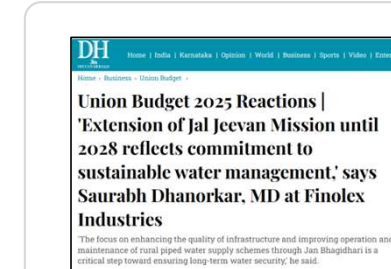 DH Home | India | Karnataka | Opinion | World | Business | Sports | Video | Enter
DECCAN HERALD
Home › Business › Union Budget ›
Union Budget 2025 Reactions |
'Extension of Jal Jeevan Mission until
2028 reflects commitment to
sustainable water management,' says
Saurabh Dhanorkar, MD at Finolex
Industries
'The focus on enhancing the quality of infrastructure and improving operation and
maintenance of rural piped water supply schemes through Jan Bhagidhari is a
critical step toward ensuring long-term water security,' he said.